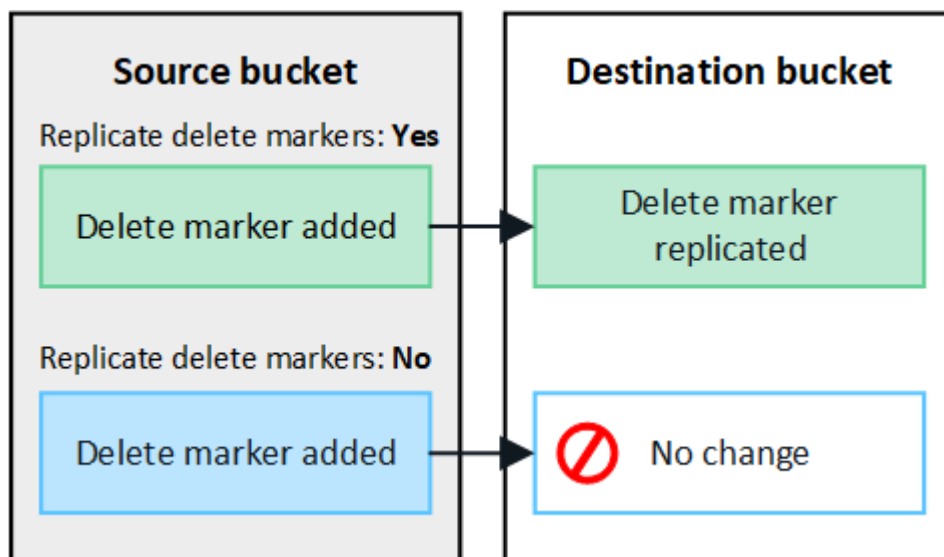 Source bucket
Destination bucket
Replicate delete markers: Yes
Delete marker added
Delete marker
replicated
Replicate delete markers: No
Delete marker added
No change